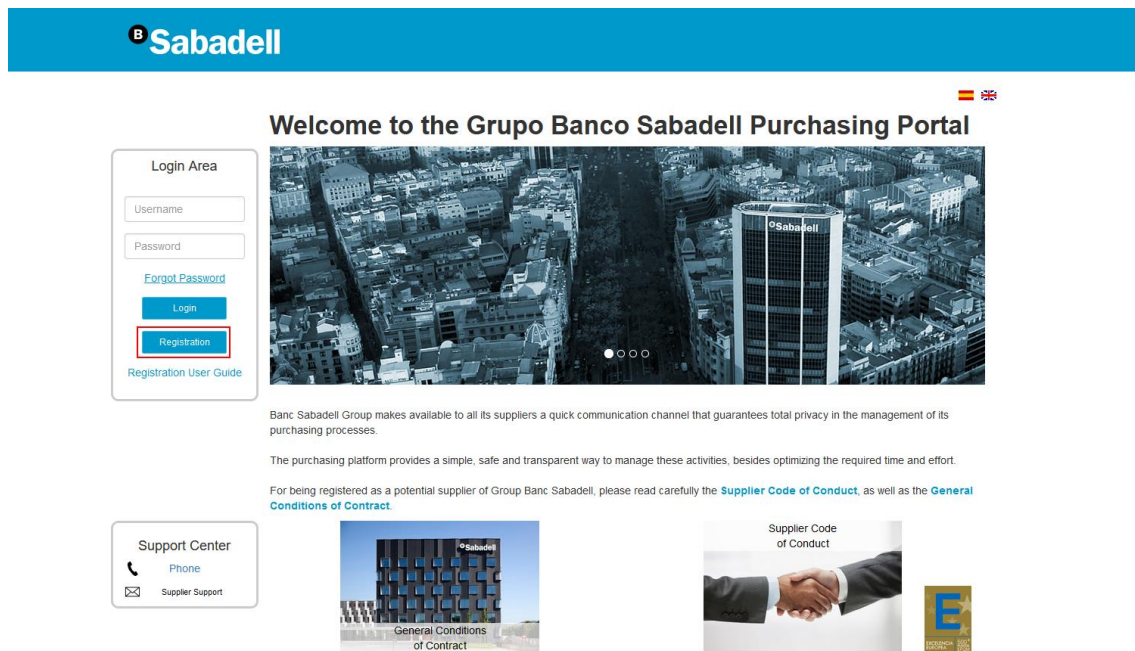 B Sabadell
Welcome to the Grupo Banco Sabadell Purchasing Portal
Login Area
Username
Password
Forgot Password
Login
Registration
Registration User Guide
Sabadell
Banc Sabadell Group makes available to all its suppliers a quick communication channel that guarantees total privacy in the management of its
purchasing processes.
The purchasing platform provides a simple, safe and transparent way to manage these activities, besides optimizing the required time and effort.
For being registered as a potential supplier of Group Banc Sabadell, please read carefully the Supplier Code of Conduct, as well as the General
Conditions of Contract.
Support Center
Phone
Supplier Support
Sabadell
General Conditions
of Contract
Supplier Code
of Conduct
E
EXCELENCIA
EUROPEA